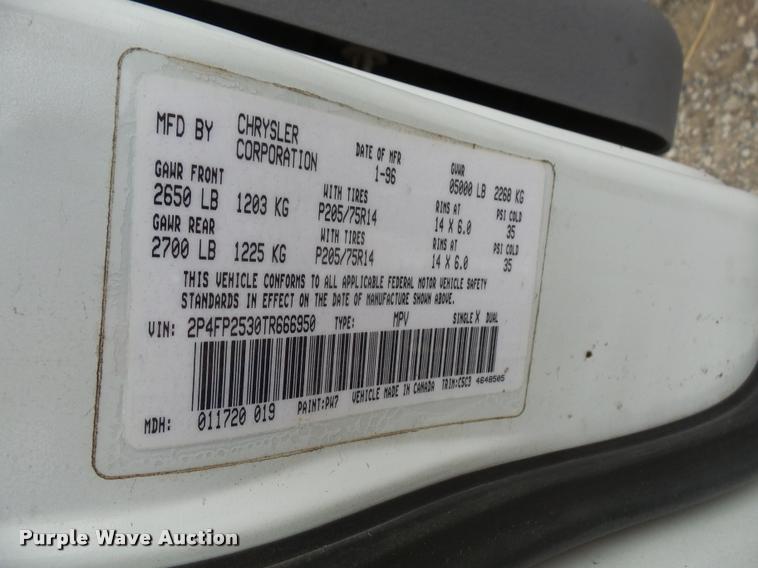 MFD BY CHRYSLER CORPORATION DATE OF MFR 1-96 GVWR 05000 LB 2268 KG
GAWR FRONT WITH TIRES RIMS AT PSI COLD
2650 LB 1203 KG P205/75R14 14 X 6.0 35
GAWR REAR WITH TIRES RIMS AT PSI COLD
2700 LB 1225 KG P205/75R14 14 X 6.0 35
THIS VEHICLE CONFORMS TO ALL APPLICABLE FEDERAL MOTOR VEHICLE SAFETY
STANDARDS IN EFFECT ON THE DATE OF MANUFACTURE SHOWN ABOVE.
VIN: 2P4FP2530TR666950 TYPE: MPV SINGLE X DUAL
MDH: 011720 019 PAINT:PW7 VEHICLE MADE IN CANADA TRIM:C5C3 4648505
Purple Wave Auction